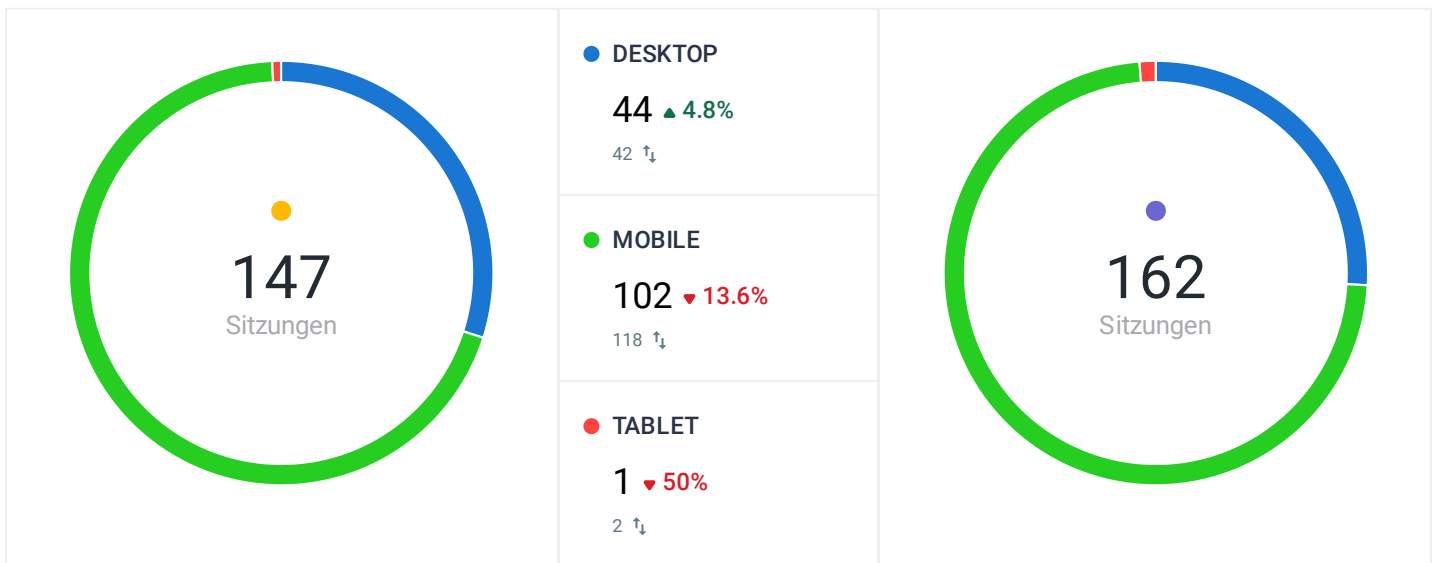 147
Sitzungen
DESKTOP
44 4.8%
42
MOBILE
102 13.6%
118
TABLET
1 50%
2
162
Sitzungen